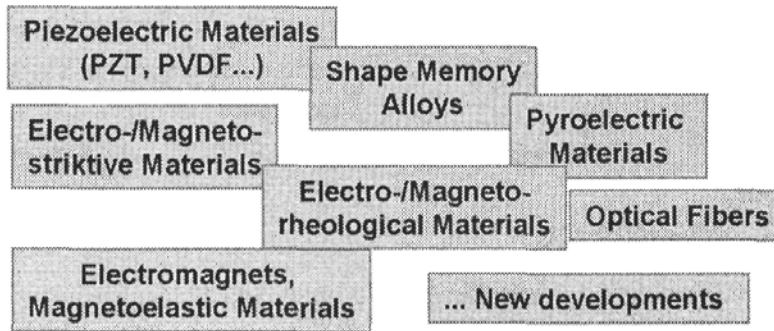 Piezoelectric Materials
(PZT, PVDF...)
Shape Memory
Alloys
Electro-/Magneto-
striktive Materials
Pyroelectric
Materials
Electro-/Magneto-
rheological Materials
Optical Fibers
Electromagnets,
Magnetoelastic Materials
... New developments